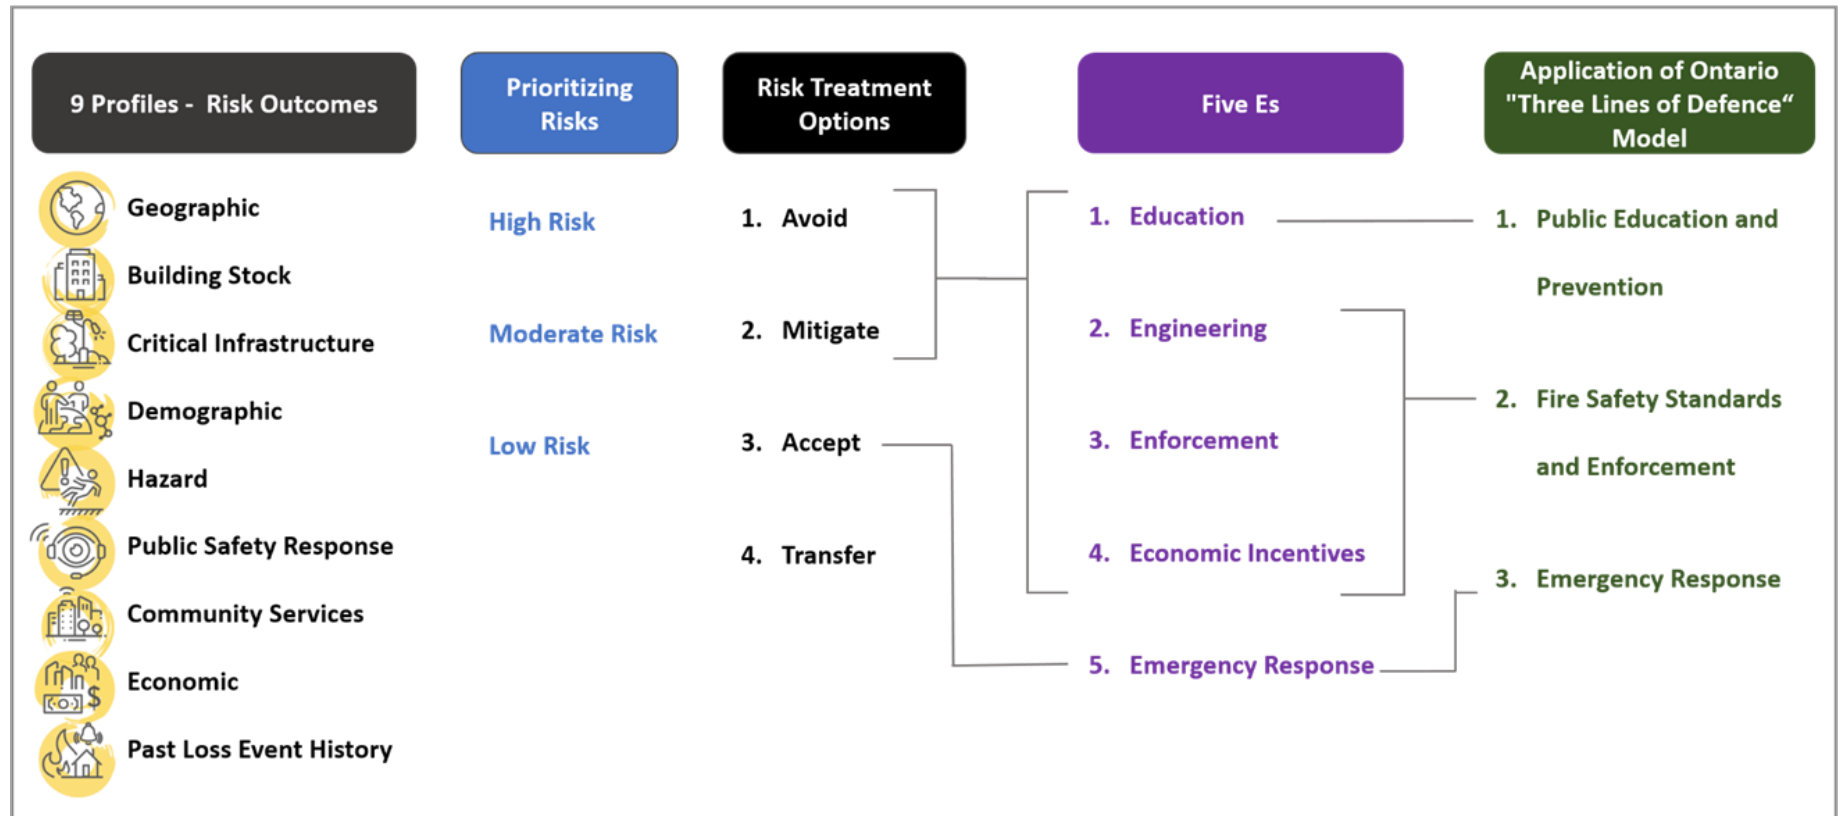 9 Profiles - Risk Outcomes
Geographic
Building Stock
Critical Infrastructure
Demographic
Hazard
Public Safety Response
Community Services
Economic
Past Loss Event History
Prioritizing
Risks
High Risk
Moderate Risk
Low Risk
Risk Treatment
Options
1. Avoid
2. Mitigate
3. Accept
4. Transfer
Five Es
1. Education
2. Engineering
3. Enforcement
4. Economic Incentives
5. Emergency Response
Application of Ontario
"Three Lines of Defence“
Model
1. Public Education and
Prevention
2. Fire Safety Standards
and Enforcement
3. Emergency Response